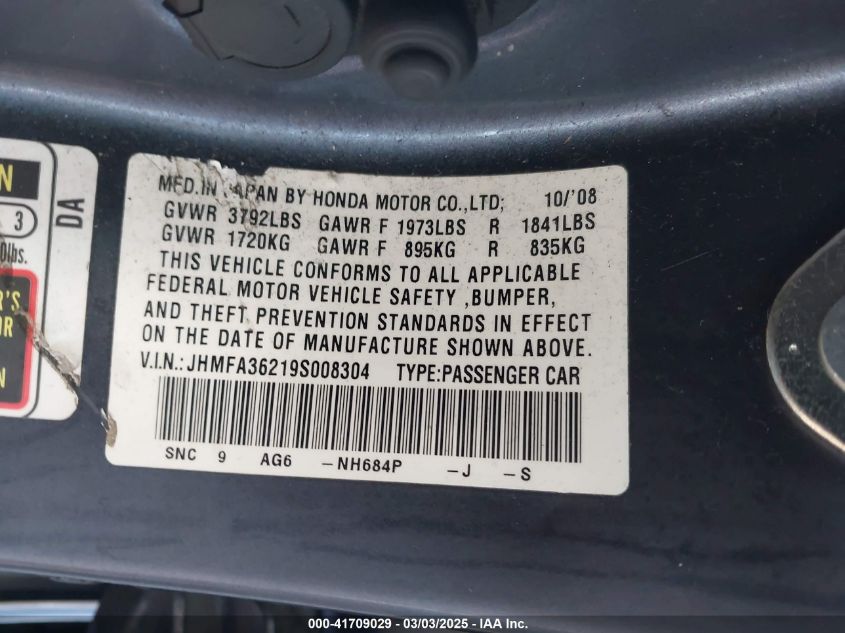 N
3
0lbs.
R'S
OR
N
DA
MFD.IN JAPAN BY HONDA MOTOR CO.,LTD; 10/'08
GVWR 3792LBS GAWR F 1973LBS R 1841LBS
GVWR 1720KG GAWR F 895KG R 835KG
THIS VEHICLE CONFORMS TO ALL APPLICABLE
FEDERAL MOTOR VEHICLE SAFETY ,BUMPER,
AND THEFT PREVENTION STANDARDS IN EFFECT
ON THE DATE OF MANUFACTURE SHOWN ABOVE.
V.I.N.: JHMFA36219S008304 TYPE:PASSENGER CAR
SNC 9 AG6 -NH684P -J -S
000-41709029 - 03/03/2025 - IAA Inc.